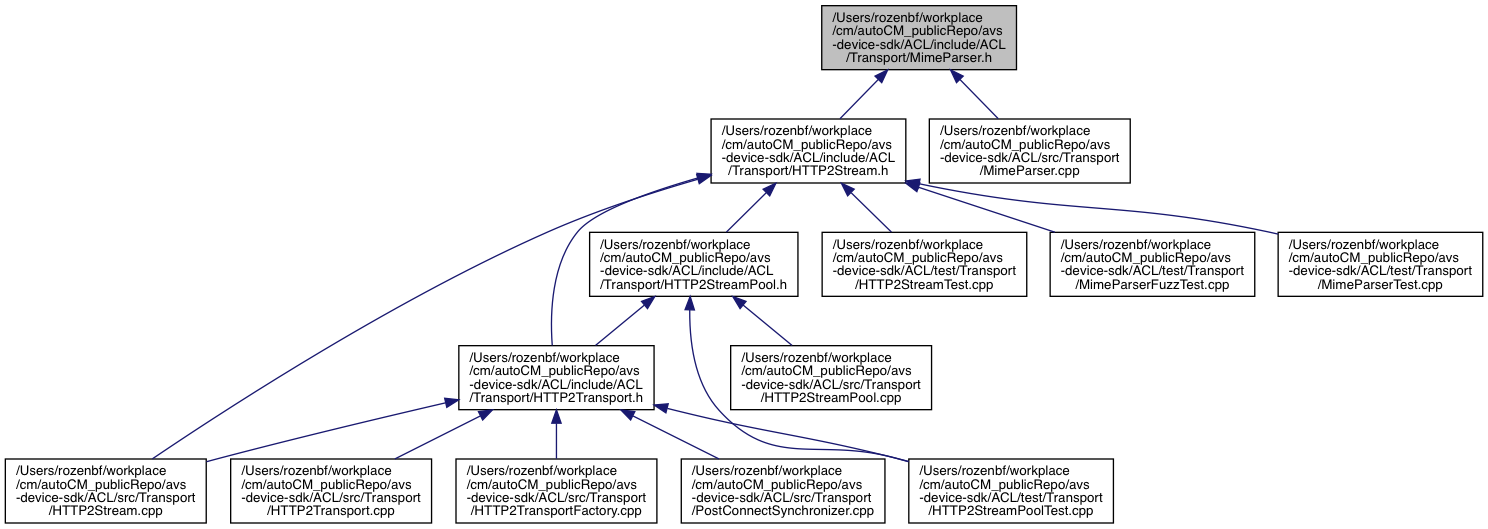 /Users/rozenbf/workplace
/cm/autoCM_publicRepo/avs
-device-sdk/ACL/include/ACL
/Transport/MimeParser.h
/Users/rozenbf/workplace
/cm/autoCM_publicRepo/avs
-device-sdk/ACL/include/ACL
/Transport/HTTP2Stream.h
/Users/rozenbf/workplace
/cm/autoCM_publicRepo/avs
-device-sdk/ACL/src/Transport
/MimeParser.cpp
/Users/rozenbf/workplace
/cm/autoCM_publicRepo/avs
-device-sdk/ACL/include/ACL
/Transport/HTTP2StreamPool.h
/Users/rozenbf/workplace
/cm/autoCM_publicRepo/avs
-device-sdk/ACL/test/Transport
/HTTP2StreamTest.cpp
/Users/rozenbf/workplace
/cm/autoCM_publicRepo/avs
-device-sdk/ACL/test/Transport
/MimeParserFuzzTest.cpp
/Users/rozenbf/workplace
/cm/autoCM_publicRepo/avs
-device-sdk/ACL/test/Transport
/MimeParserTest.cpp
/Users/rozenbf/workplace
/cm/autoCM_publicRepo/avs
-device-sdk/ACL/include/ACL
/Transport/HTTP2Transport.h
/Users/rozenbf/workplace
/cm/autoCM_publicRepo/avs
-device-sdk/ACL/src/Transport
/HTTP2StreamPool.cpp
/Users/rozenbf/workplace
/cm/autoCM_publicRepo/avs
-device-sdk/ACL/src/Transport
/HTTP2Stream.cpp
/Users/rozenbf/workplace
/cm/autoCM_publicRepo/avs
-device-sdk/ACL/src/Transport
/HTTP2Transport.cpp
/Users/rozenbf/workplace
/cm/autoCM_publicRepo/avs
-device-sdk/ACL/src/Transport
/HTTP2TransportFactory.cpp
/Users/rozenbf/workplace
/cm/autoCM_publicRepo/avs
-device-sdk/ACL/src/Transport
/PostConnectSynchronizer.cpp
/Users/rozenbf/workplace
/cm/autoCM_publicRepo/avs
-device-sdk/ACL/test/Transport
/HTTP2StreamPoolTest.cpp